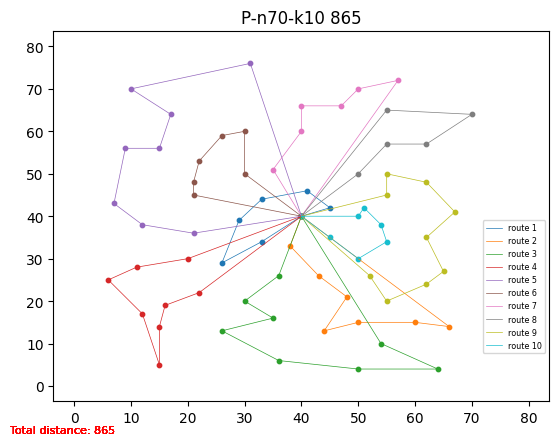 P-n70-k10 865
80
70
60
50
40
30
20
10
0
0 10 20 30 40 50 60 70 80
route 1
route 2
route 3
route 4
route 5
route 6
route 7
route 8
route 9
route 10
Total distance: 865